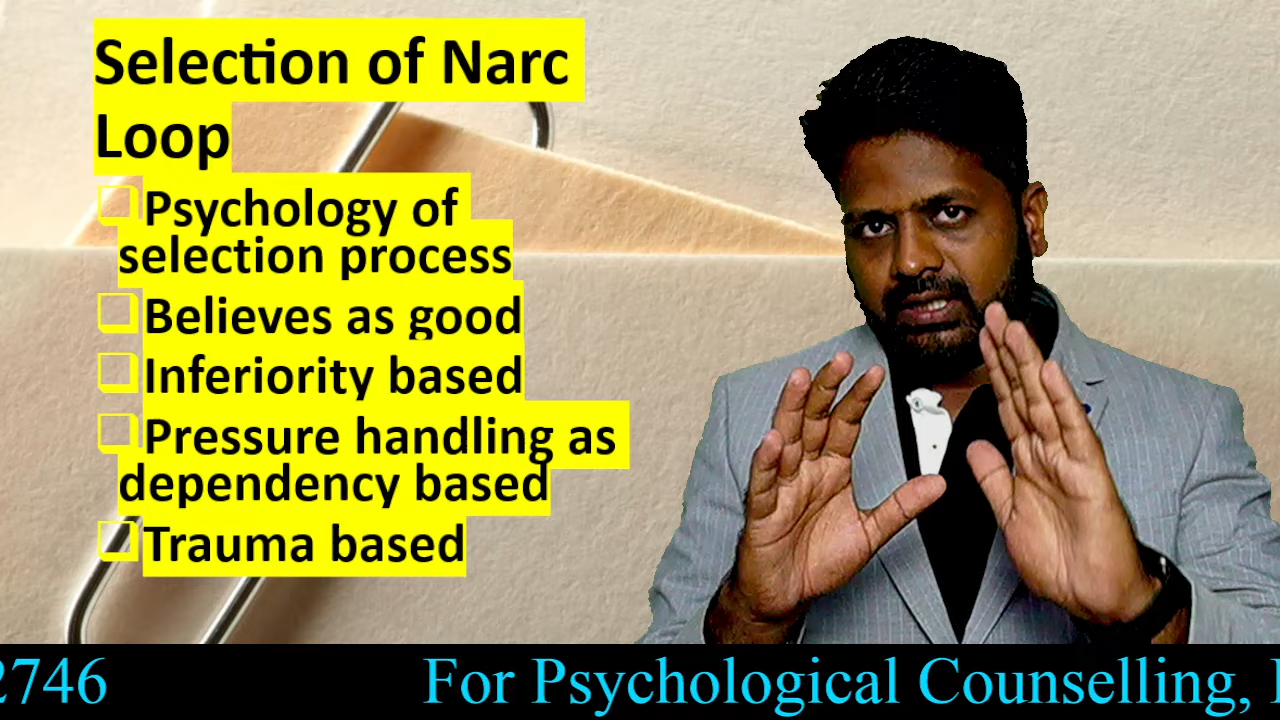 Selection of Narc
Loop
Psychology of
selection process
Believes as good
Inferiority based
Pressure handling as
dependency based
Trauma based
2746 For Psychological Counselling,